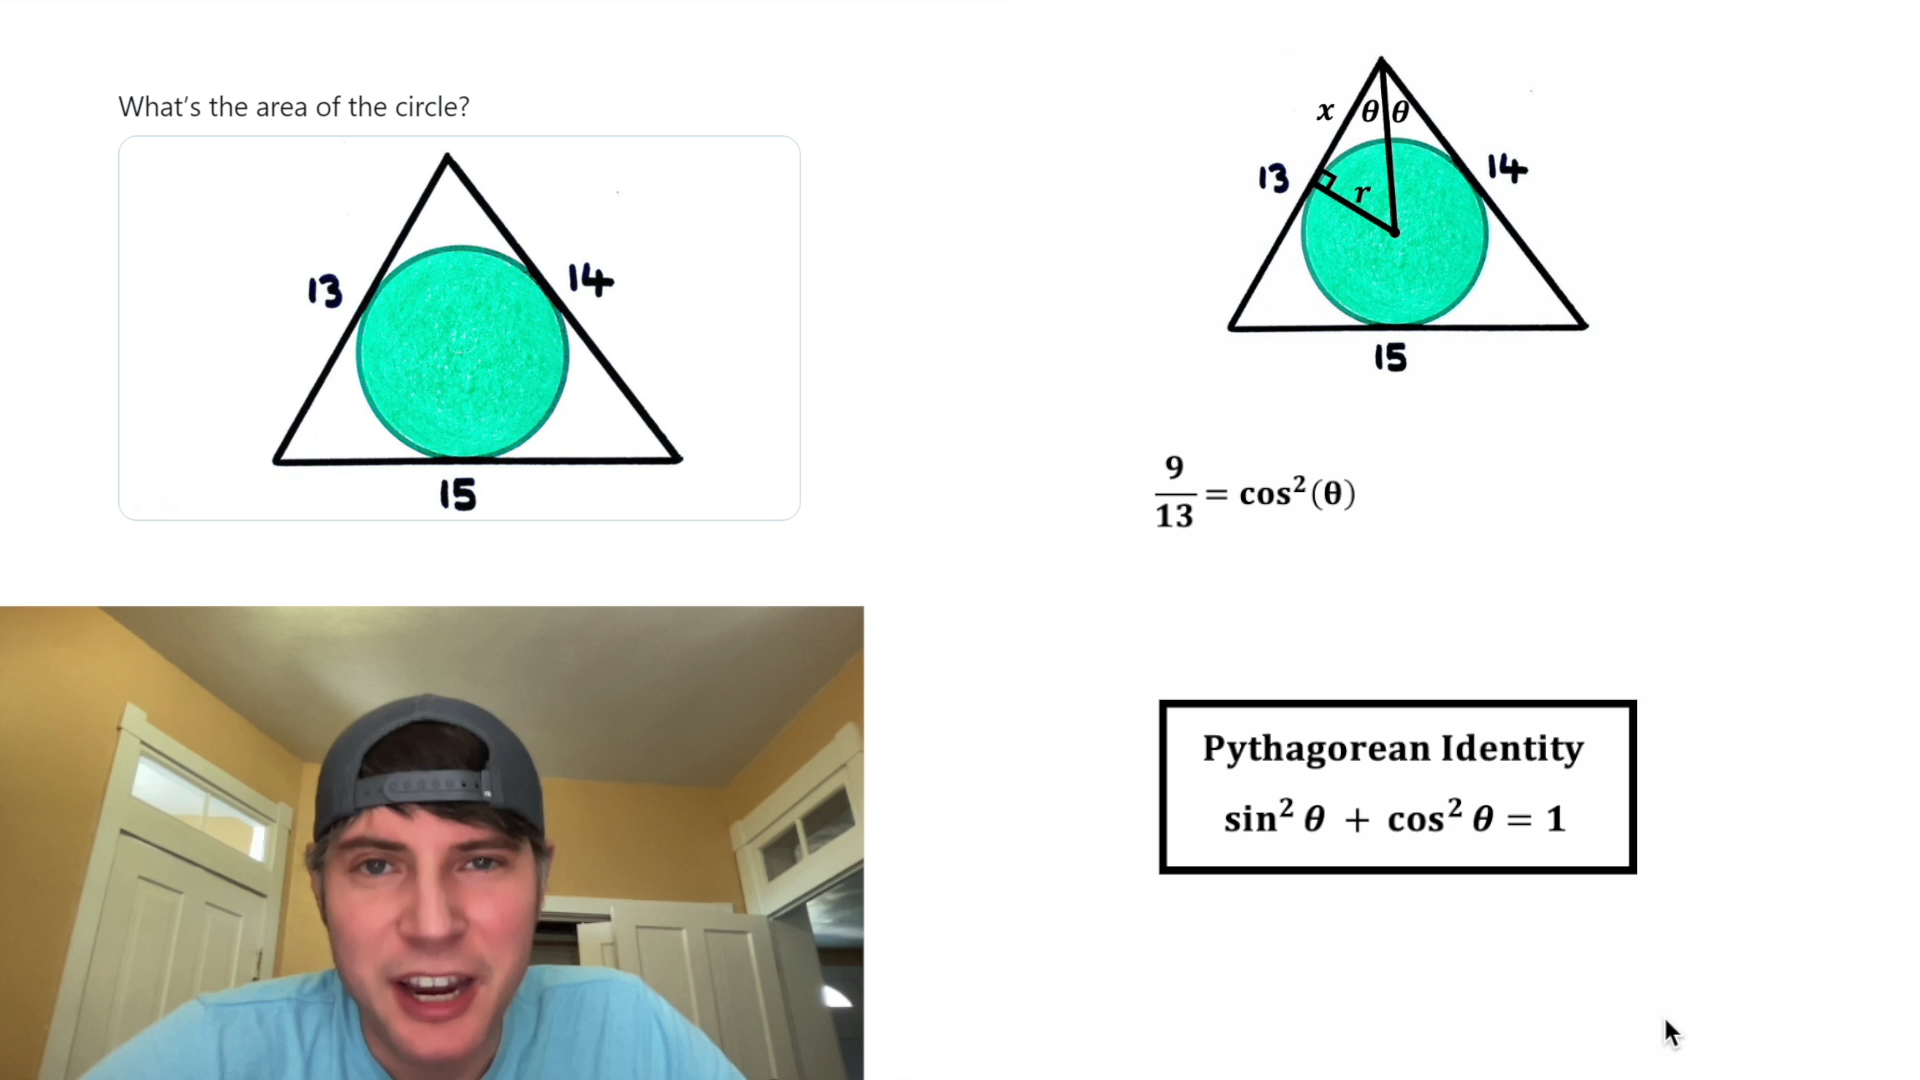 What's the area of the circle?
13
14
15
x θ θ
13
14
r
15
9/13 = cos²(θ)
Pythagorean Identity
sin² θ + cos² θ = 1